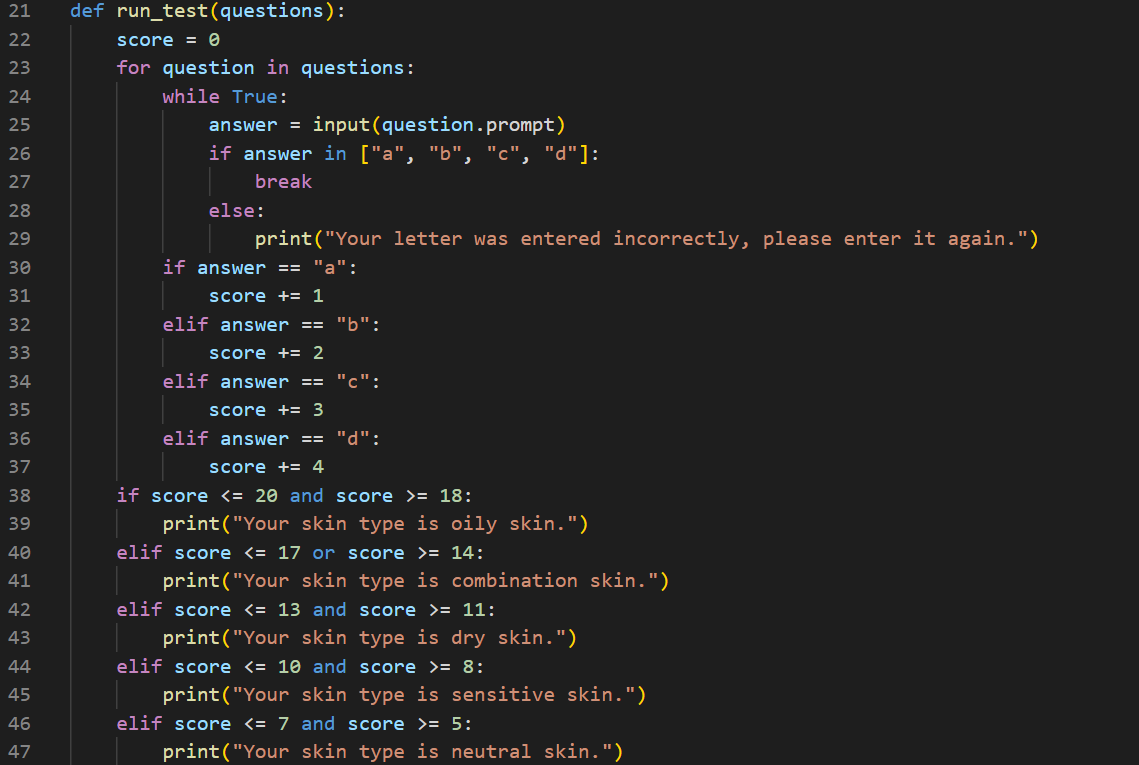 21 def run_test(questions):
22     score = 0
23     for question in questions:
24         while True:
25             answer = input(question.prompt)
26             if answer in ["a", "b", "c", "d"]:
27                 break
28             else:
29                 print("Your letter was entered incorrectly, please enter it again.")
30         if answer == "a":
31             score += 1
32         elif answer == "b":
33             score += 2
34         elif answer == "c":
35             score += 3
36         elif answer == "d":
37             score += 4
38     if score <= 20 and score >= 18:
39         print("Your skin type is oily skin.")
40     elif score <= 17 or score >= 14:
41         print("Your skin type is combination skin.")
42     elif score <= 13 and score >= 11:
43         print("Your skin type is dry skin.")
44     elif score <= 10 and score >= 8:
45         print("Your skin type is sensitive skin.")
46     elif score <= 7 and score >= 5:
47         print("Your skin type is neutral skin.")